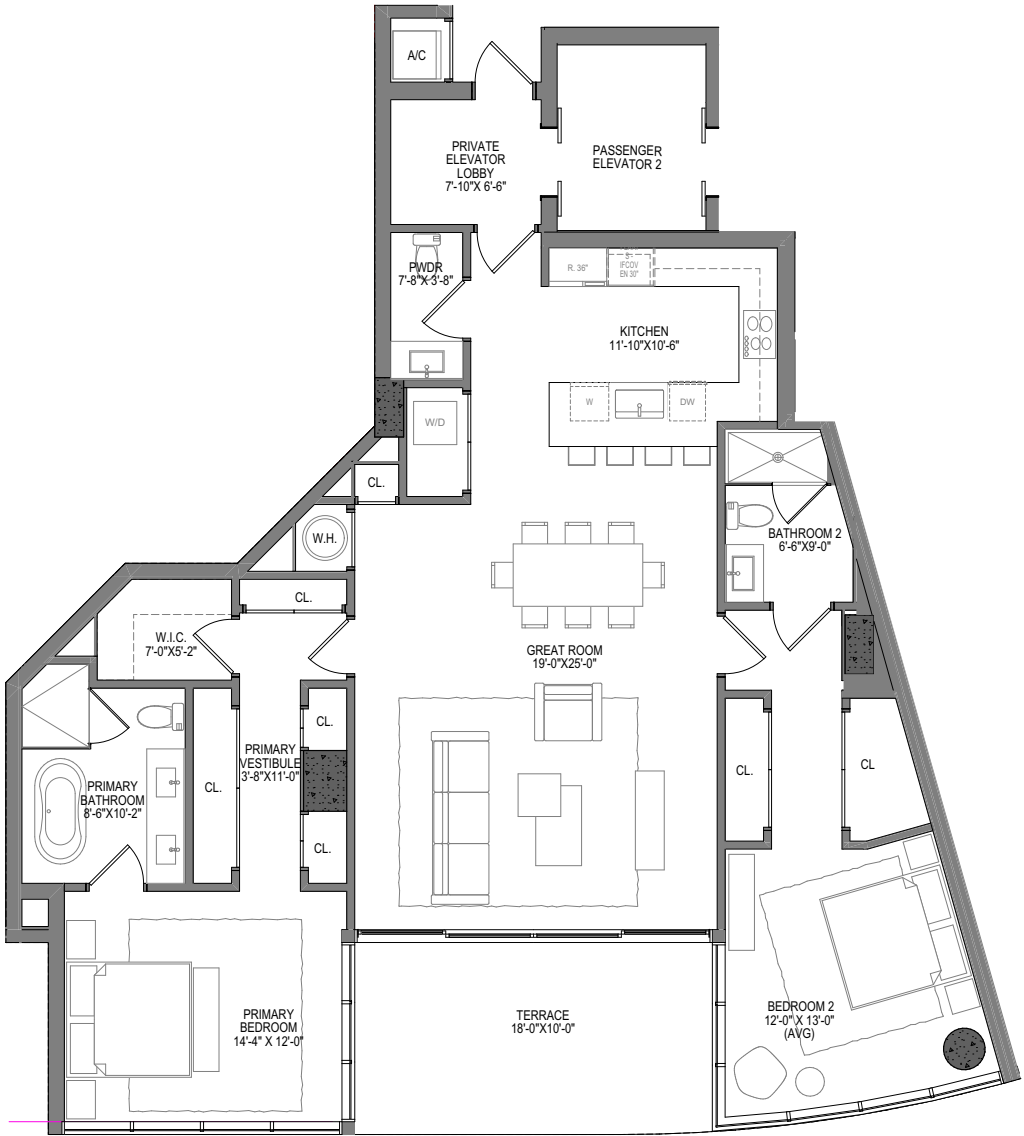 A/C
PRIVATE
ELEVATOR
LOBBY
7'-10"X 6'-6"
PASSENGER
ELEVATOR 2
PWDR
7'-8"X 3'-8"
R. 36"
S-
IFCOV
EN 30"
KITCHEN
11'-10"X10'-6"
W
DW
W/D
CL.
W.H.
BATHROOM 2
6'-6"X9'-0"
CL.
W.I.C.
7'-0"X5'-2"
GREAT ROOM
19'-0"X25'-0"
CL.
PRIMARY
VESTIBULE
3'-8"X11'-0"
CL.
CL.
CL
PRIMARY
BATHROOM
8'-6"X10'-2"
CL.
PRIMARY
BEDROOM
14'-4" X 12'-0"
TERRACE
18'-0"X10'-0"
BEDROOM 2
12'-0" X 13'-0"
(AVG)